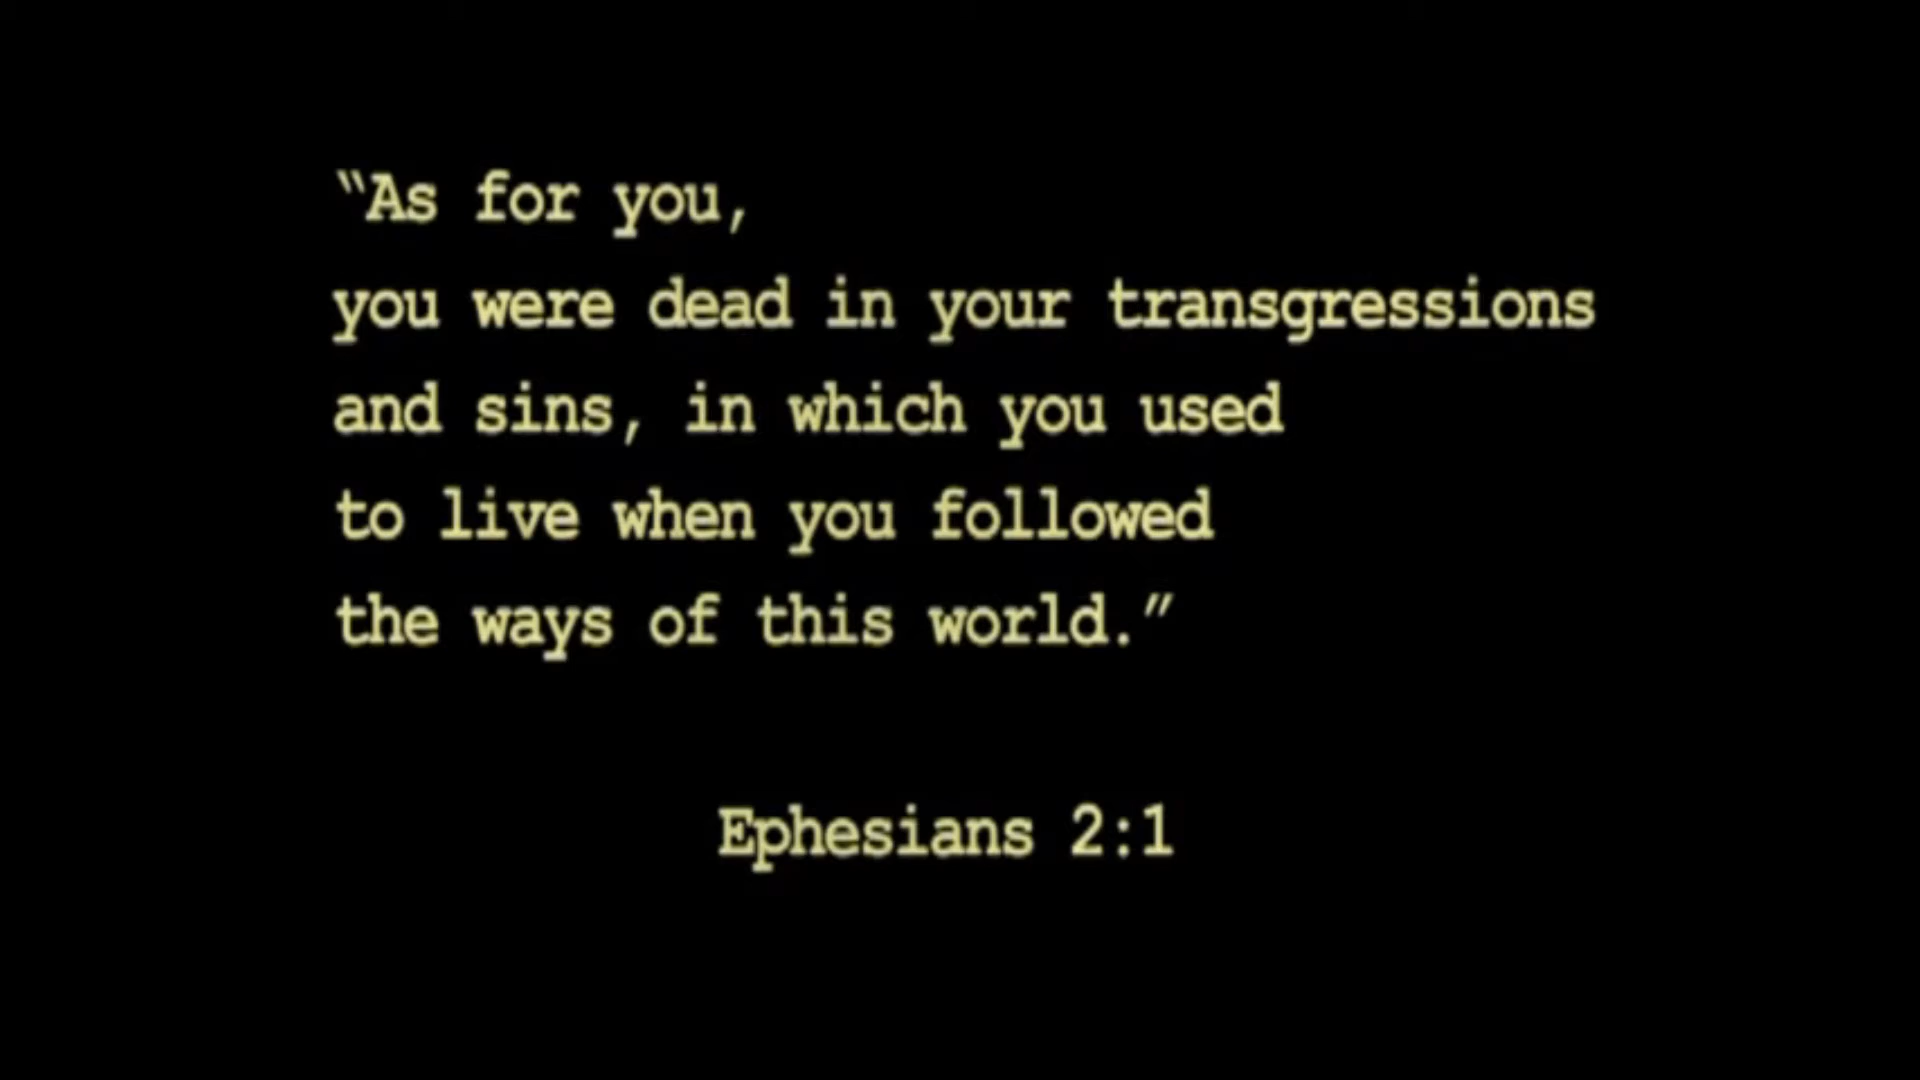 “As for you,
you were dead in your transgressions
and sins, in which you used
to live when you followed
the ways of this world.”
Ephesians 2:1